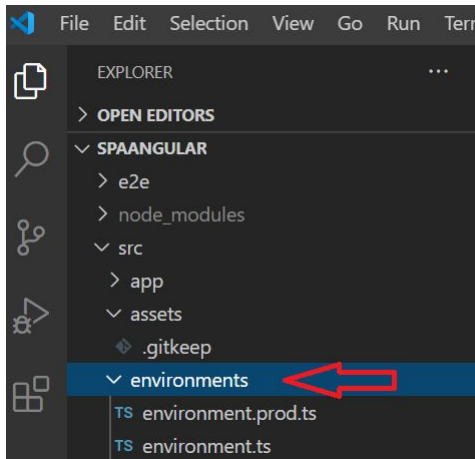 File Edit Selection View Go Run
EXPLORER
OPEN EDITORS
SPAANGULAR
e2e
node_modules
src
app
assets
.gitkeep
environments
TS environment.prod.ts
TS environment.ts